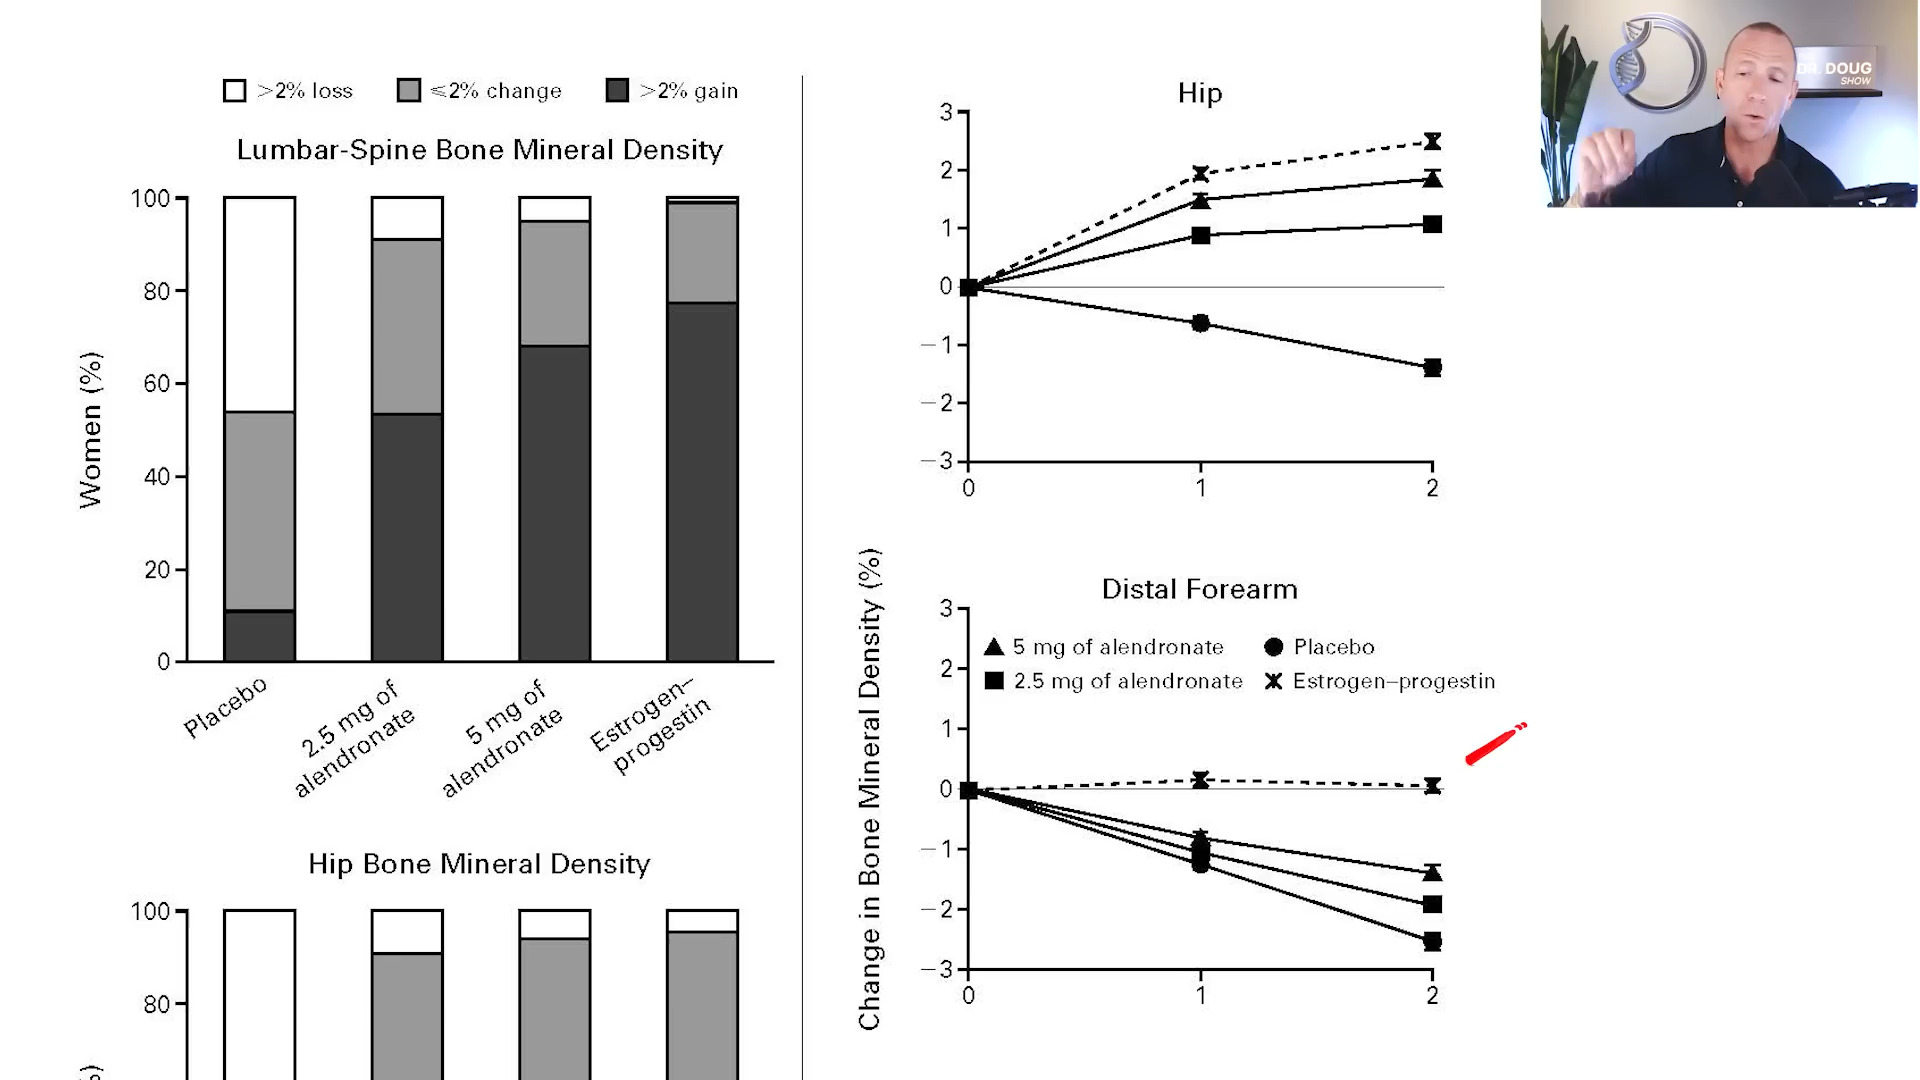 >2% loss ⩽2% change >2% gain
Lumbar-Spine Bone Mineral Density
100
80
60
40
20
0
Women (%)
Placebo
2.5 mg of
alendronate
5 mg of
alendronate
Estrogen–
progestin
Hip Bone Mineral Density
100
80
%)
Hip
3
2
1
0
−1
−2
−3
0 1 2
Change in Bone Mineral Density (%)
Distal Forearm
3
5 mg of alendronate Placebo
2
2.5 mg of alendronate Estrogen–progestin
1
0
−1
−2
−3
0 1 2
DR. DOUG
SHOW